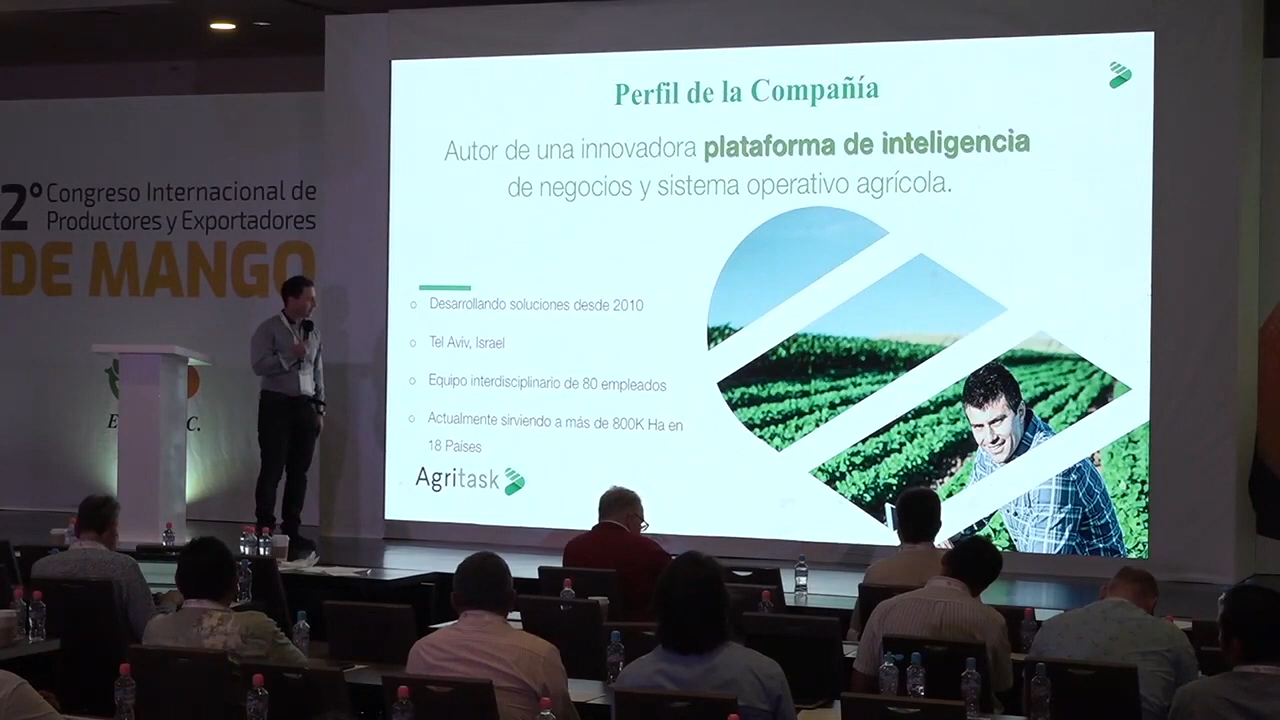 2° Congreso Internacional de
Productores y Exportadores
DE MANGO
Perfil de la Compañía
Autor de una innovadora plataforma de inteligencia
de negocios y sistema operativo agrícola.
Desarrollando soluciones desde 2010
Tel Aviv, Israel
Equipo interdisciplinario de 80 empleados
Actualmente sirviendo a más de 800K Ha en
18 Países
Agritask